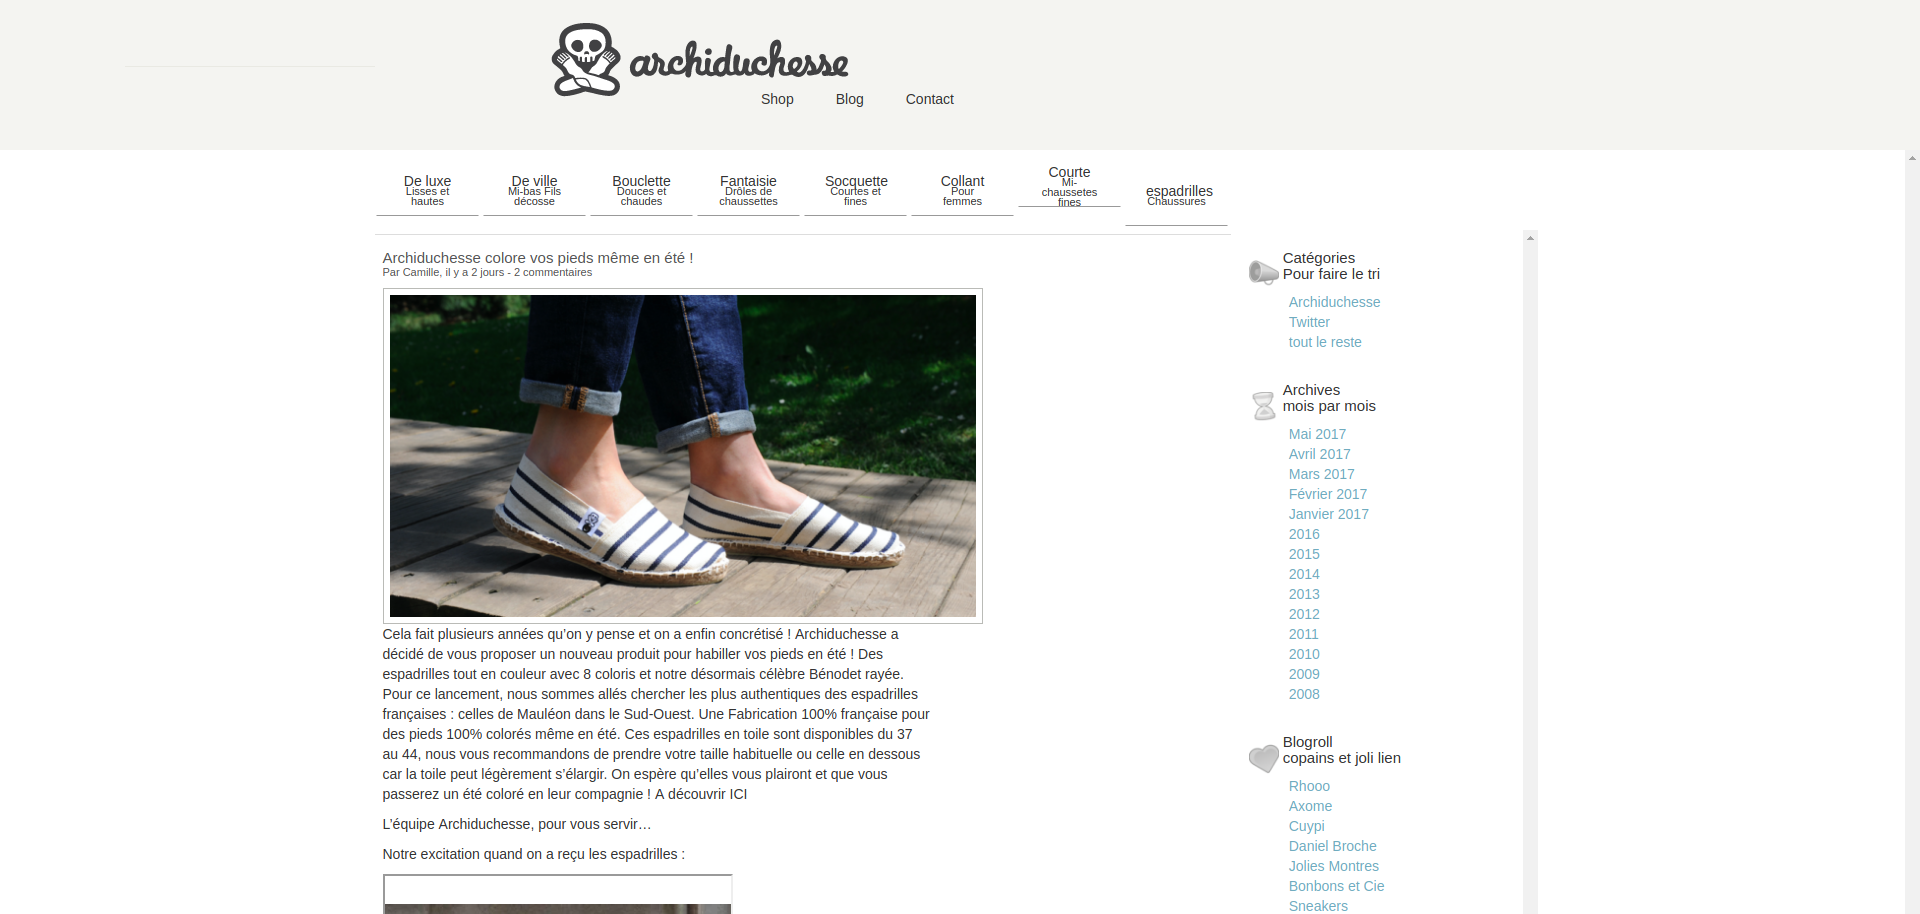 archiduchesse
Shop
Blog
Contact
De luxe
Lisses et
hautes
De ville
Mi-bas Fils
décosse
Bouclette
Douces et
chaudes
Fantaisie
Drôles de
chaussettes
Socquette
Courtes et
fines
Collant
Pour
femmes
Courte
Mi-
chaussetes
fines
espadrilles
Chaussures
Archiduchesse colore vos pieds même en été !
Par Camille, il y a 2 jours - 2 commentaires
Cela fait plusieurs années qu’on y pense et on a enfin concrétisé ! Archiduchesse a
décidé de vous proposer un nouveau produit pour habiller vos pieds en été ! Des
espadrilles tout en couleur avec 8 coloris et notre désormais célèbre Bénodet rayée.
Pour ce lancement, nous sommes allés chercher les plus authentiques des espadrilles
françaises : celles de Mauléon dans le Sud-Ouest. Une Fabrication 100% française pour
des pieds 100% colorés même en été. Ces espadrilles en toile sont disponibles du 37
au 44, nous vous recommandons de prendre votre taille habituelle ou celle en dessous
car la toile peut légèrement s’élargir. On espère qu’elles vous plairont et que vous
passerez un été coloré en leur compagnie ! A découvrir ICI
L’équipe Archiduchesse, pour vous servir…
Notre excitation quand on a reçu les espadrilles :
Catégories
Pour faire le tri
Archiduchesse
Twitter
tout le reste
Archives
mois par mois
Mai 2017
Avril 2017
Mars 2017
Février 2017
Janvier 2017
2016
2015
2014
2013
2012
2011
2010
2009
2008
Blogroll
copains et joli lien
Rhooo
Axome
Cuypi
Daniel Broche
Jolies Montres
Bonbons et Cie
Sneakers